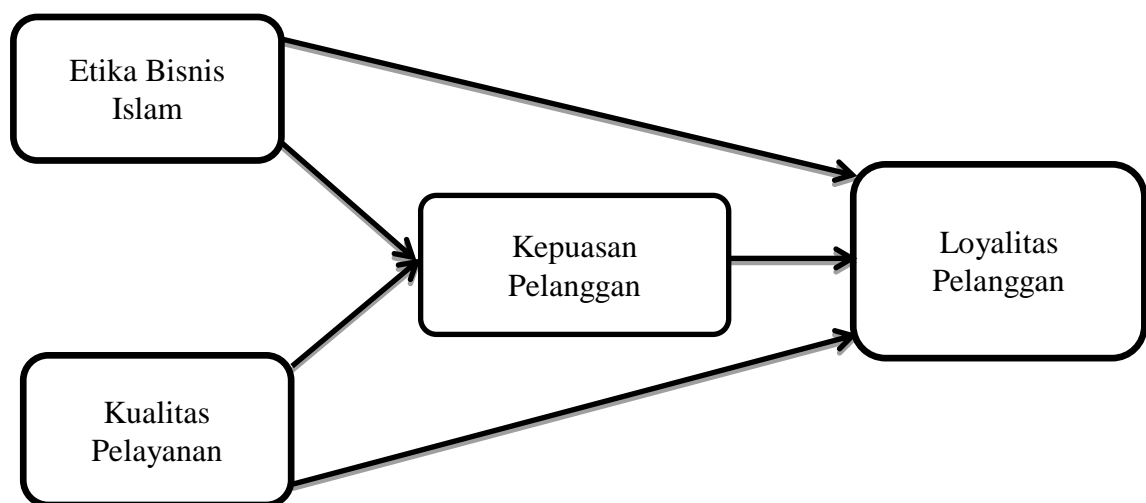 Etika Bisnis
Islam
Kepuasan
Pelanggan
Loyalitas
Pelanggan
Kualitas
Pelayanan